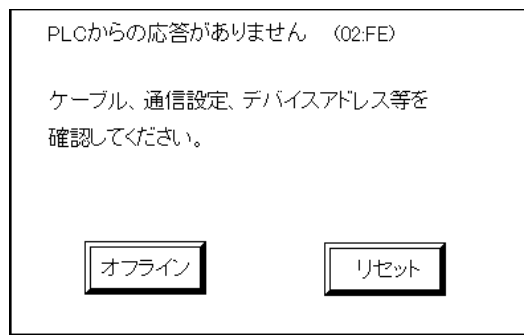 PLCからの応答がありません　(02:FE)
ケーブル、通信設定、デバイスアドレス等を
確認してください。
オフライン
リセット